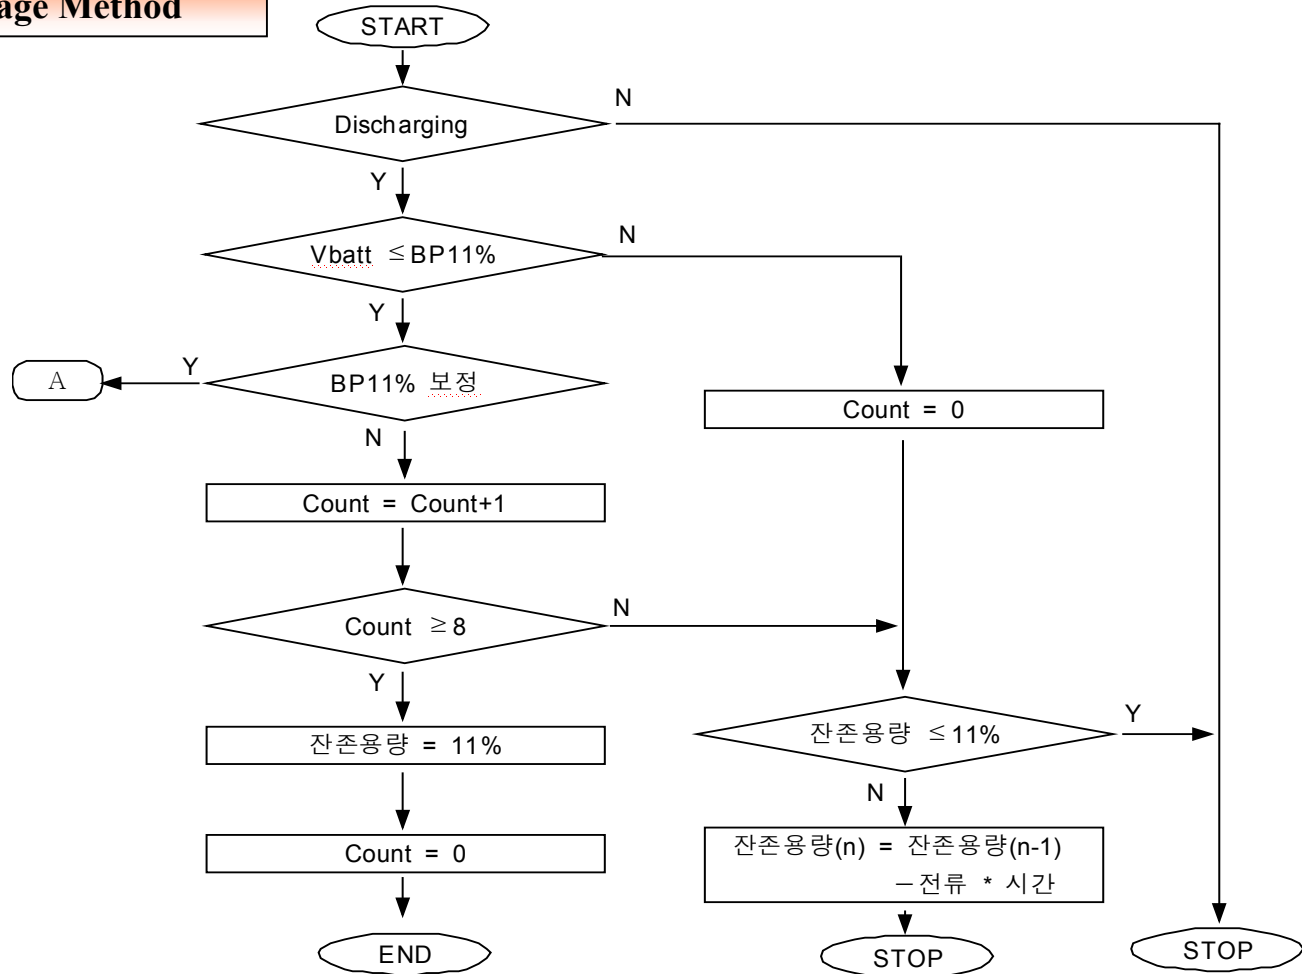 age Method
START
Discharging
N
Y
Vbatt ≤BP11%
N
Y
BP11% 보정
Y
A
N
Count = 0
Count = Count+1
Count ≥8
N
Y
잔존용량 = 11%
잔존용량 ≤11%
Y
N
Count = 0
잔존용량(n) = 잔존용량(n-1)
－전류 * 시간
END
STOP
STOP